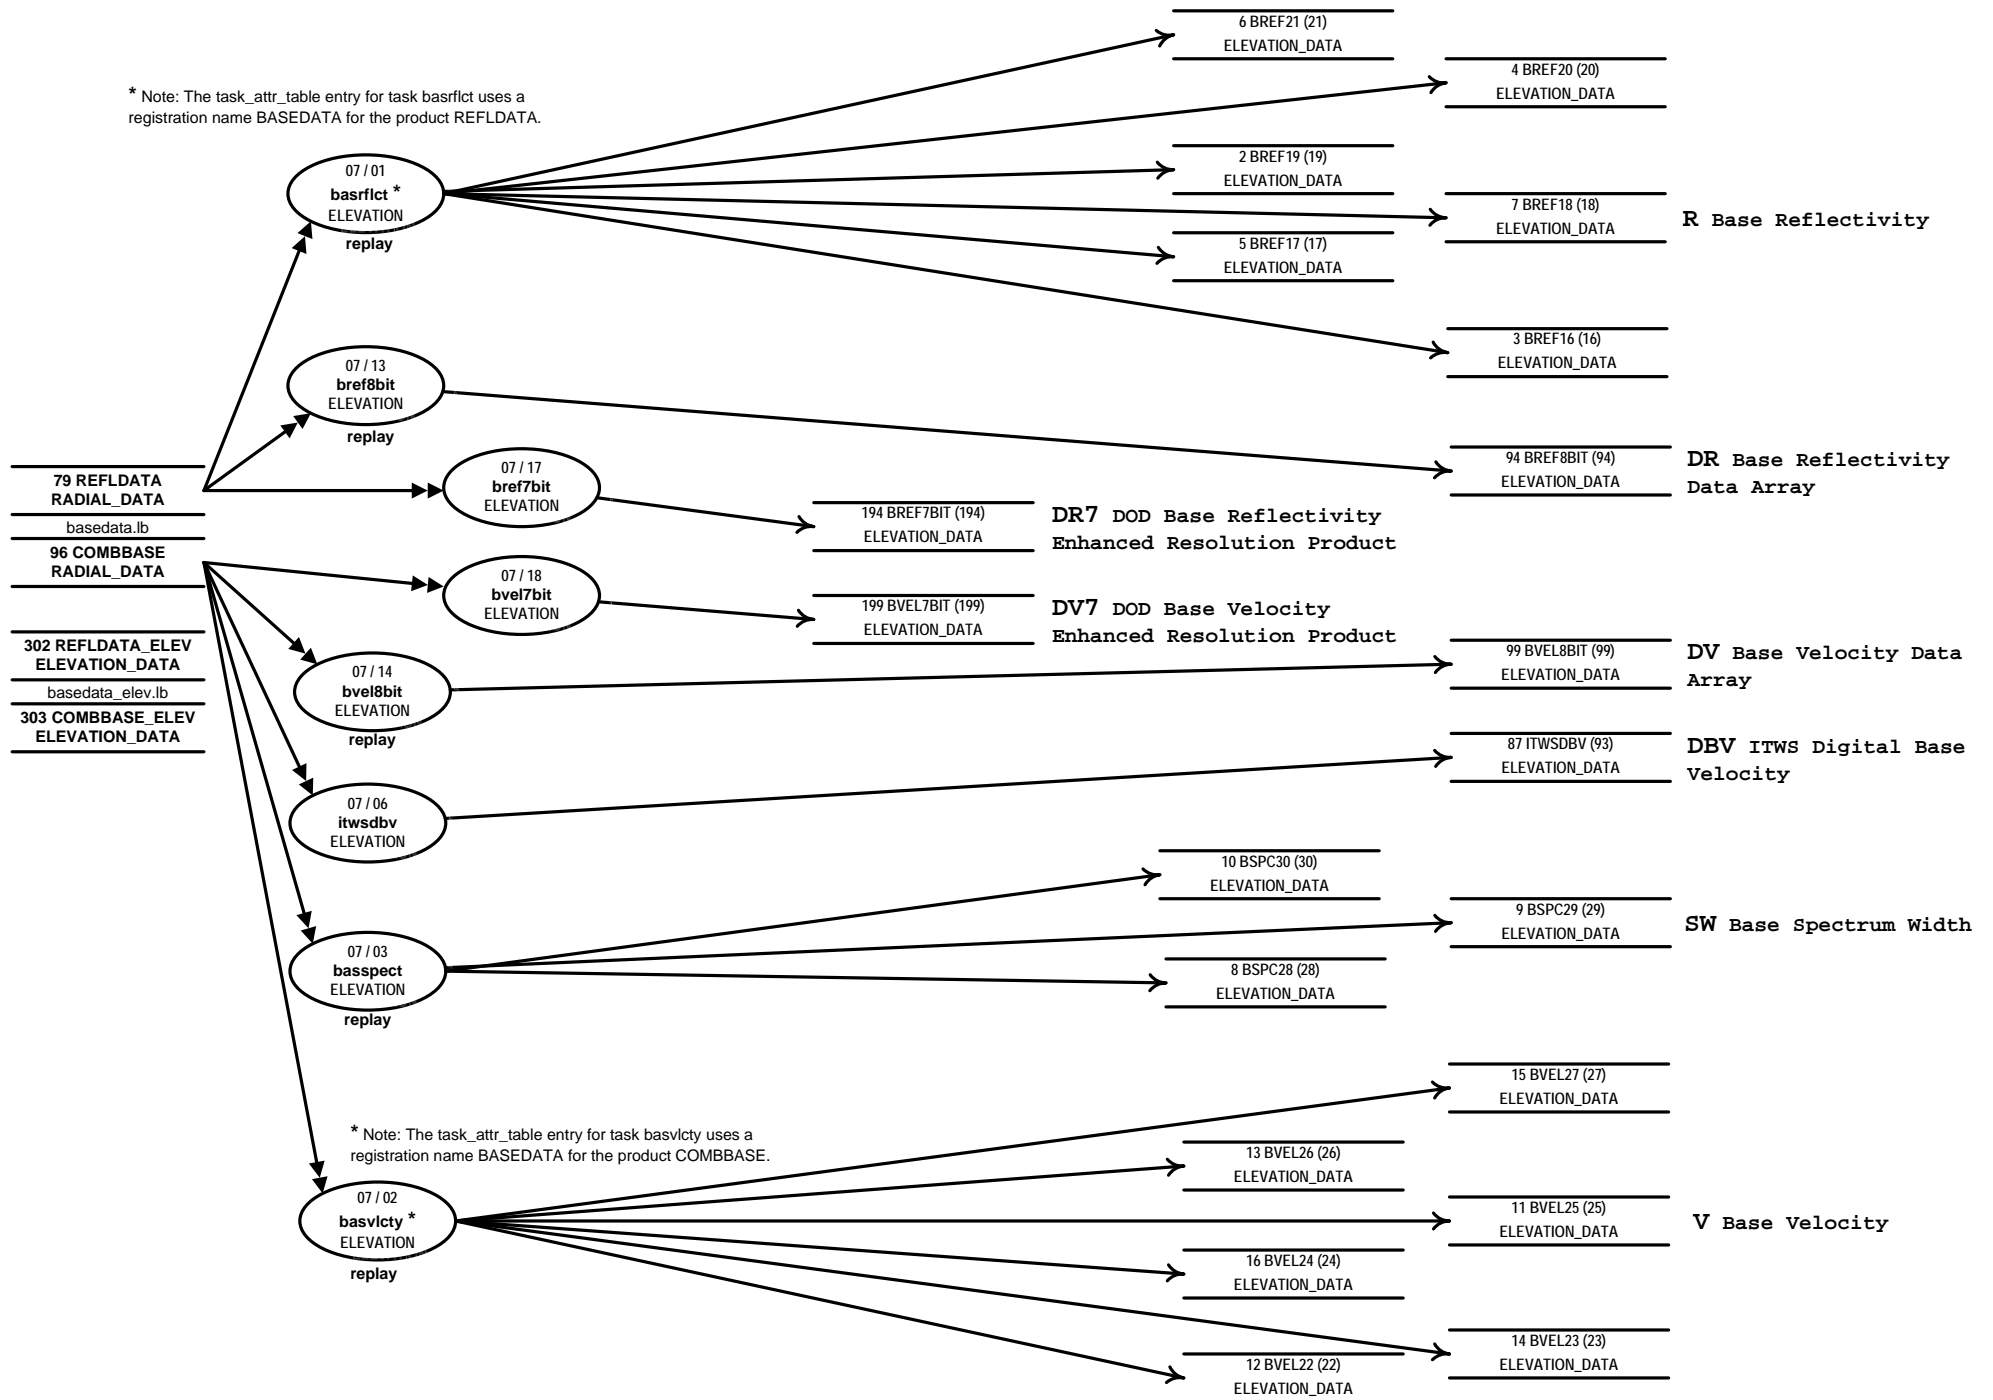 6 BREF21 (21)
ELEVATION_DATA
4 BREF20 (20)
ELEVATION_DATA
* Note: The task_attr_table entry for task basrflct uses a
registration name BASEDATA for the product REFLDATA.
2 BREF19 (19)
ELEVATION_DATA
07 / 01
basrflct *
ELEVATION
replay
7 BREF18 (18)
ELEVATION_DATA
R Base Reflectivity
5 BREF17 (17)
ELEVATION_DATA
3 BREF16 (16)
ELEVATION_DATA
07 / 13
bref8bit
ELEVATION
replay
94 BREF8BIT (94)
ELEVATION_DATA
DR Base Reflectivity
Data Array
79 REFLDATA
RADIAL_DATA
basedata.lb
96 COMBBASE
RADIAL_DATA
07 / 17
bref7bit
ELEVATION
194 BREF7BIT (194)
ELEVATION_DATA
DR7 DOD Base Reflectivity
Enhanced Resolution Product
07 / 18
bvel7bit
ELEVATION
199 BVEL7BIT (199)
ELEVATION_DATA
DV7 DOD Base Velocity
Enhanced Resolution Product
302 REFLDATA_ELEV
ELEVATION_DATA
basedata_elev.lb
303 COMBBASE_ELEV
ELEVATION_DATA
07 / 14
bvel8bit
ELEVATION
replay
99 BVEL8BIT (99)
ELEVATION_DATA
DV Base Velocity Data
Array
87 ITWSDBV (93)
ELEVATION_DATA
DBV ITWS Digital Base
Velocity
07 / 06
itwsdbv
ELEVATION
10 BSPC30 (30)
ELEVATION_DATA
9 BSPC29 (29)
ELEVATION_DATA
SW Base Spectrum Width
07 / 03
basspect
ELEVATION
replay
8 BSPC28 (28)
ELEVATION_DATA
15 BVEL27 (27)
ELEVATION_DATA
* Note: The task_attr_table entry for task basvlcty uses a
registration name BASEDATA for the product COMBBASE.
13 BVEL26 (26)
ELEVATION_DATA
07 / 02
basvlcty *
ELEVATION
replay
11 BVEL25 (25)
ELEVATION_DATA
V Base Velocity
16 BVEL24 (24)
ELEVATION_DATA
14 BVEL23 (23)
ELEVATION_DATA
12 BVEL22 (22)
ELEVATION_DATA